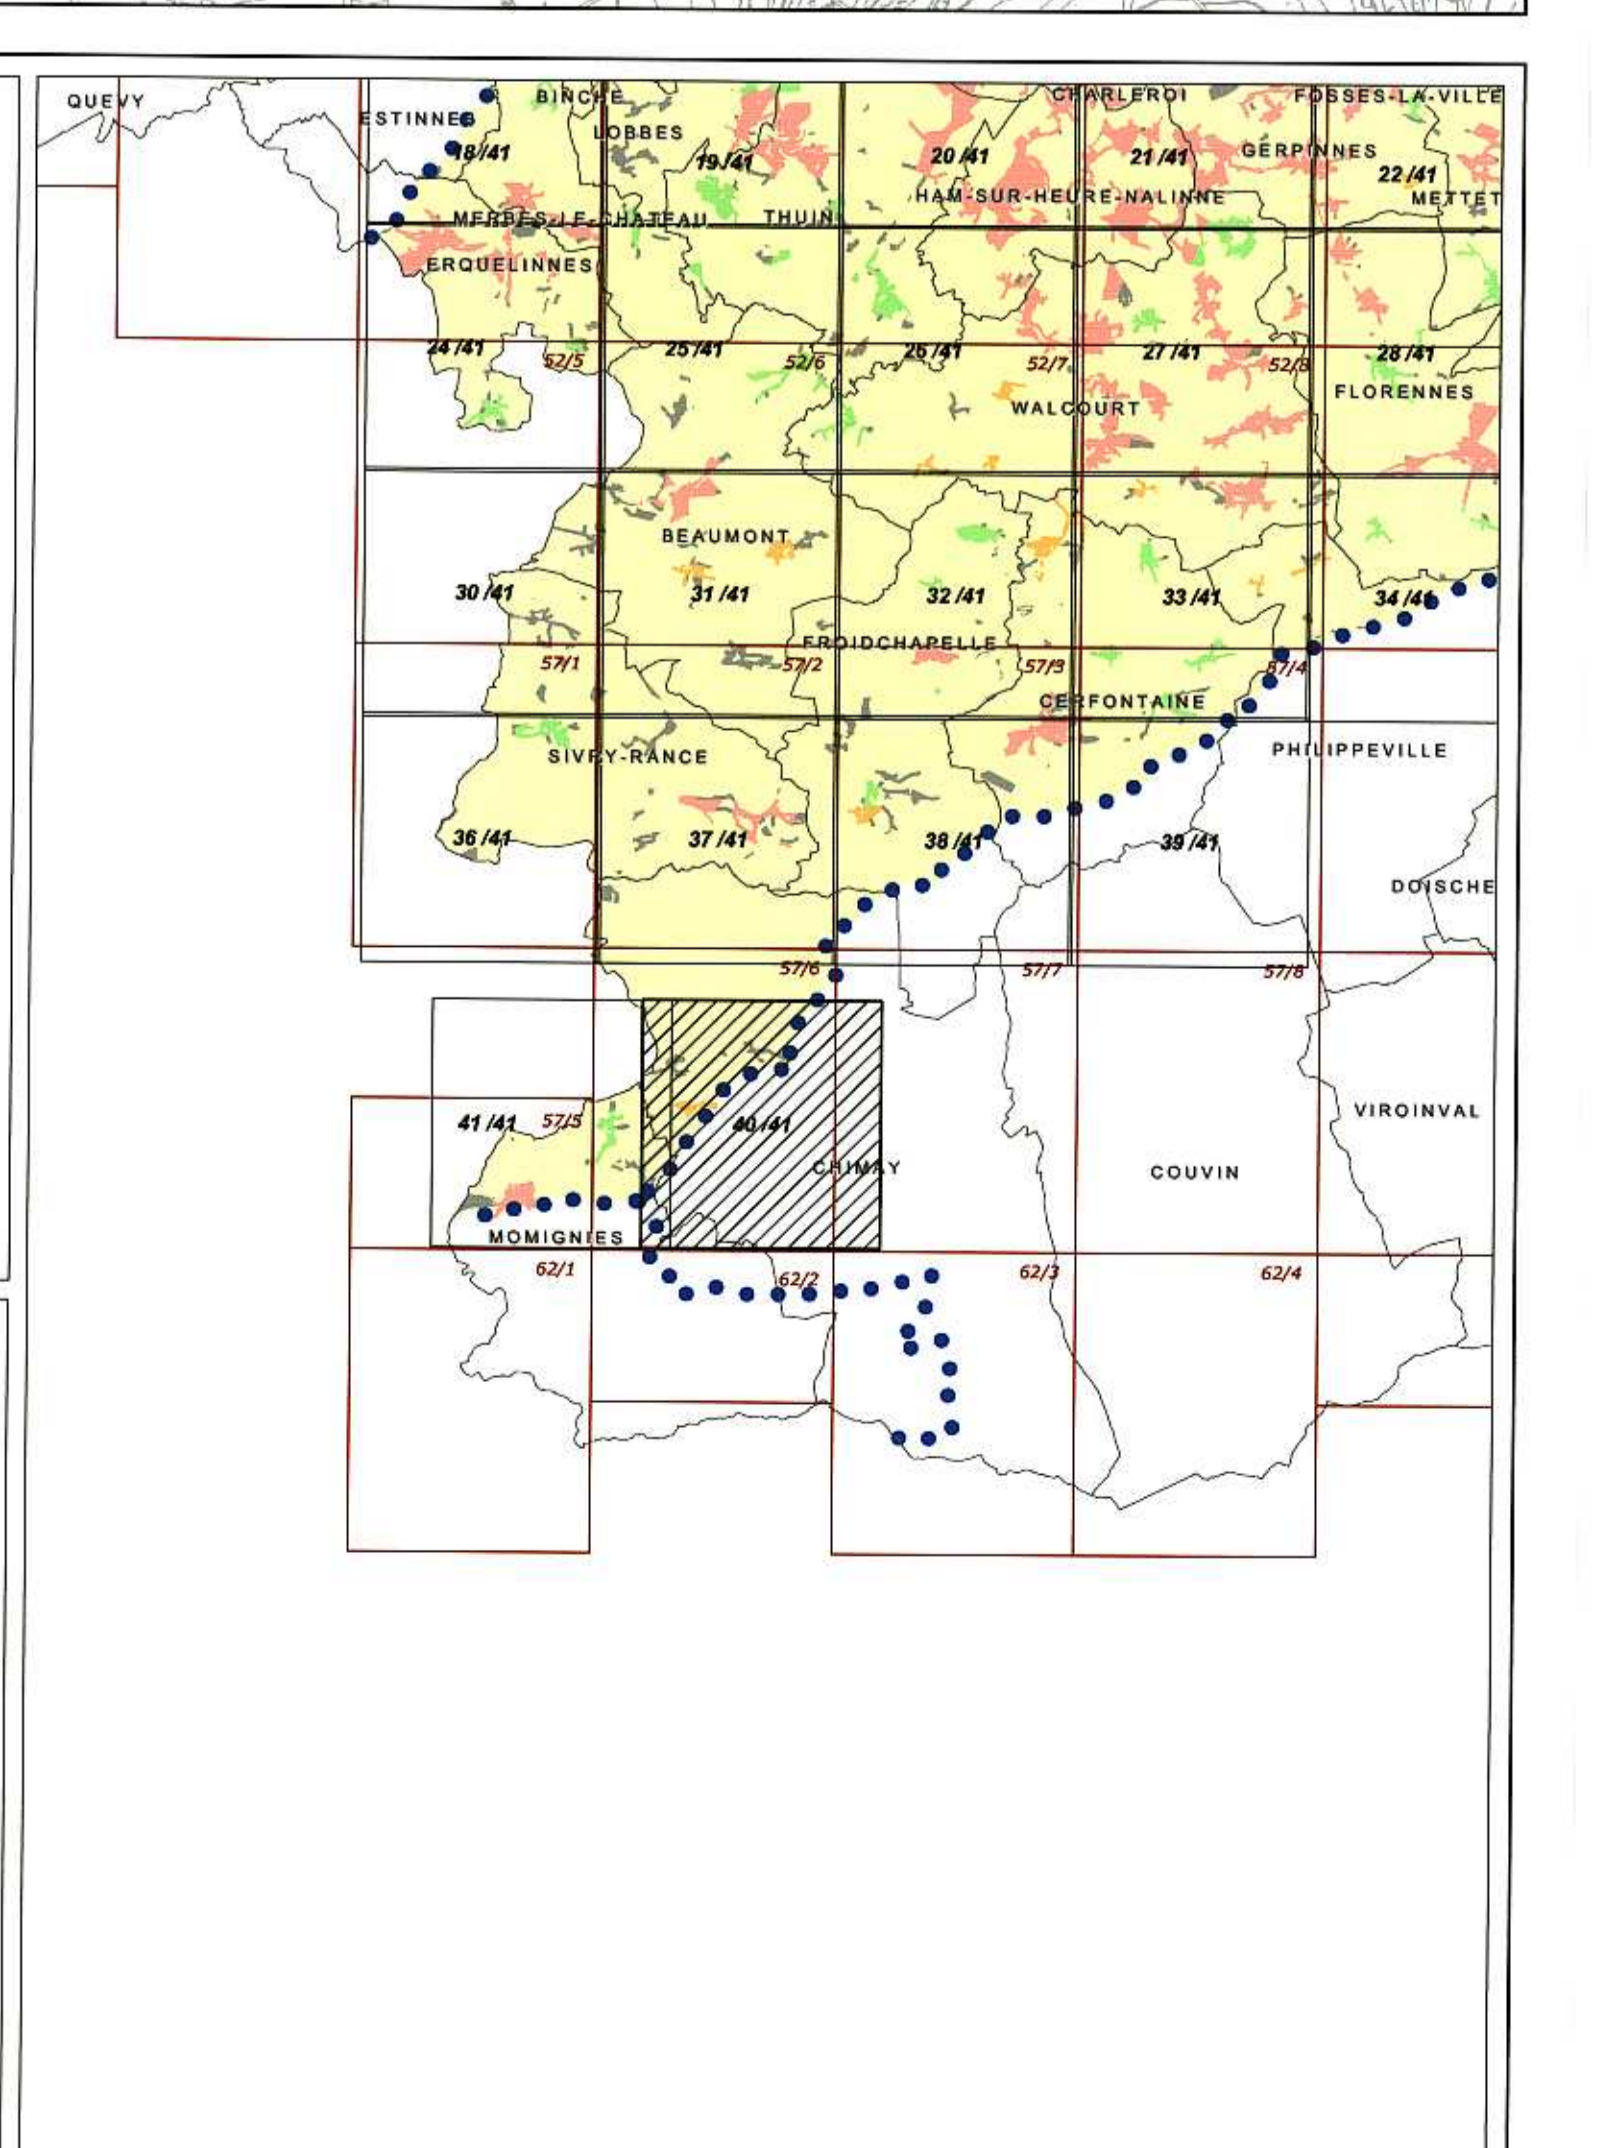 QUEVY
BINCHE
CHARLEROI
FOSSES-LA-VILLE
ESTINNES
LOBBES
18 /41
19 /41
20 /41
21 /41
GERPINNES
22 /41
HAM-SUR-HEURE-NALINNE
METTET
MERBES-LE-CHATEAU
THUIN
ERQUELINNES
24 /41
25 /41
26 /41
27 /41
28 /41
52/5
52/6
52/7
52/8
FLORENNES
WALCOURT
BEAUMONT
30 /41
31 /41
32 /41
33 /41
34 /41
FROIDCHAPELLE
57/1
57/2
57/3
57/4
CERFONTAINE
SIVRY-RANCE
PHILIPPEVILLE
36 /41
37 /41
38 /41
39 /41
DOISCHE
57/6
57/7
57/8
41 /41
57/5
40 /41
VIROINVAL
CHIMAY
COUVIN
MOMIGNIES
62/1
62/2
62/3
62/4